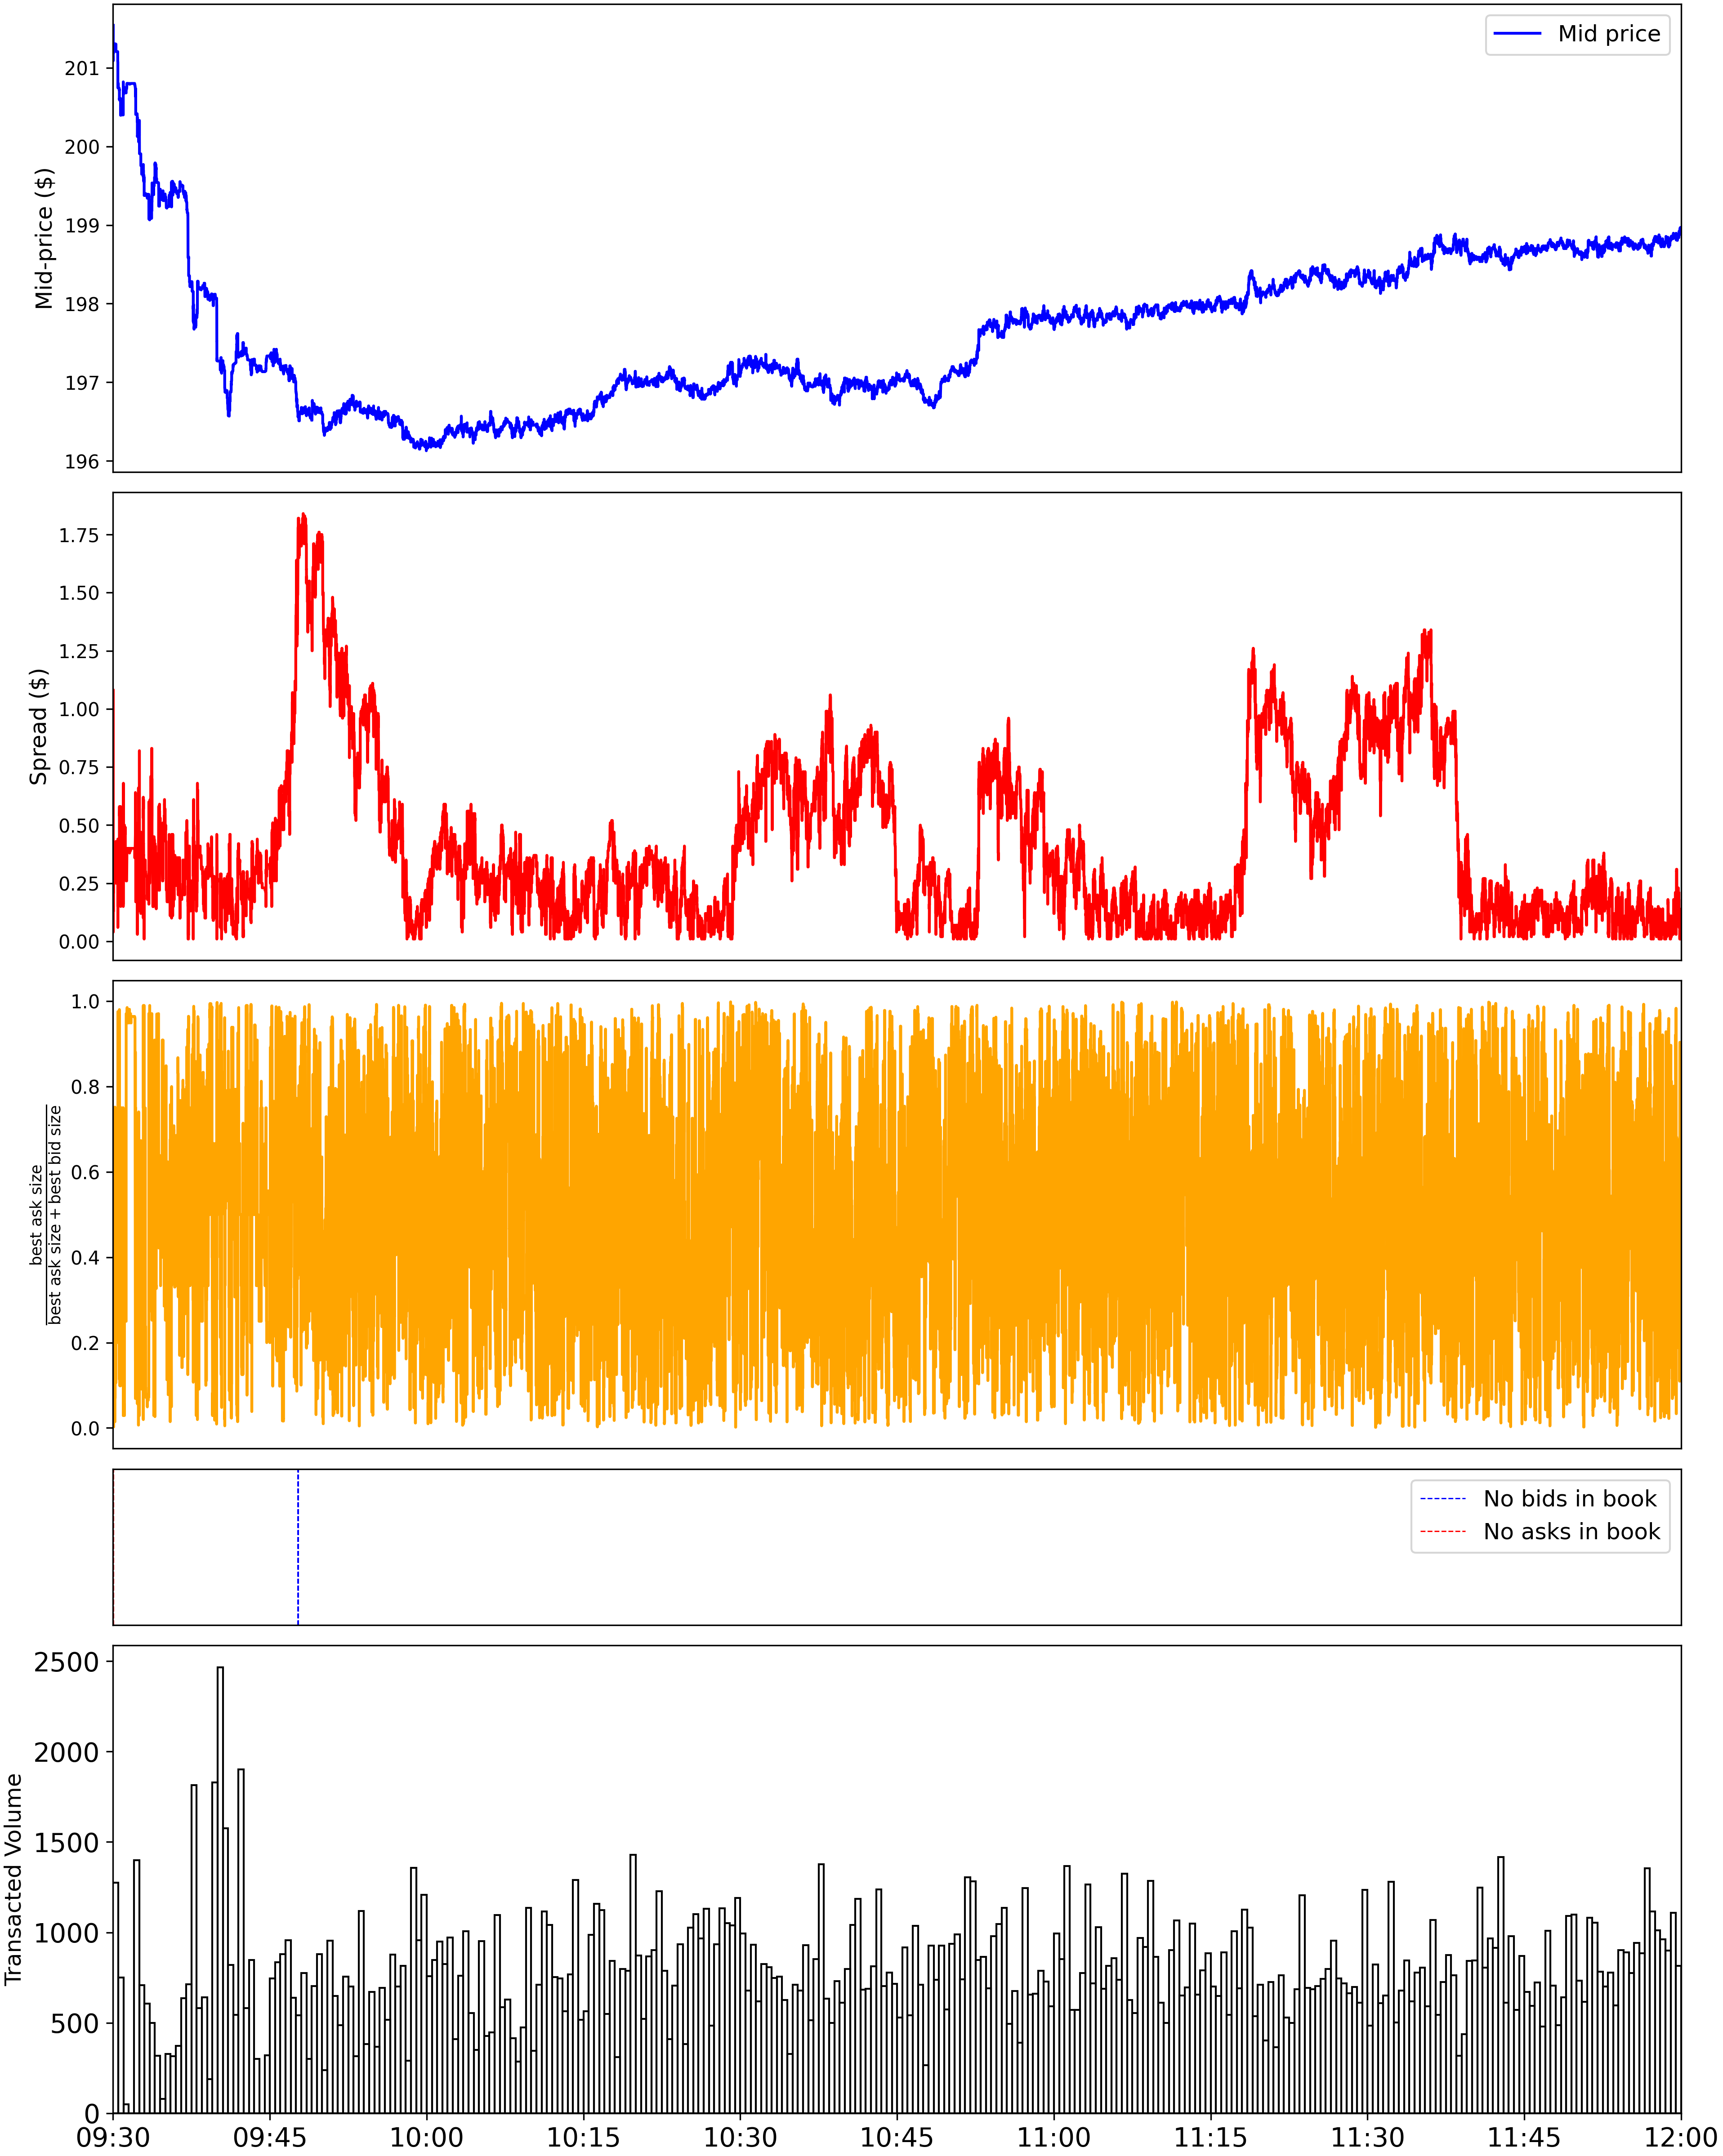 Mid price
201
200
199
198
197
196
Mid-price ($)
1.75
1.50
1.25
1.00
0.75
0.50
0.25
0.00
Spread ($)
1.0
0.8
0.6
0.4
0.2
0.0
best ask size
best ask size + best bid size
No bids in book
No asks in book
2500
2000
1500
1000
500
0
Transacted Volume
09:30 09:45 10:00 10:15 10:30 10:45 11:00 11:15 11:30 11:45 12:00